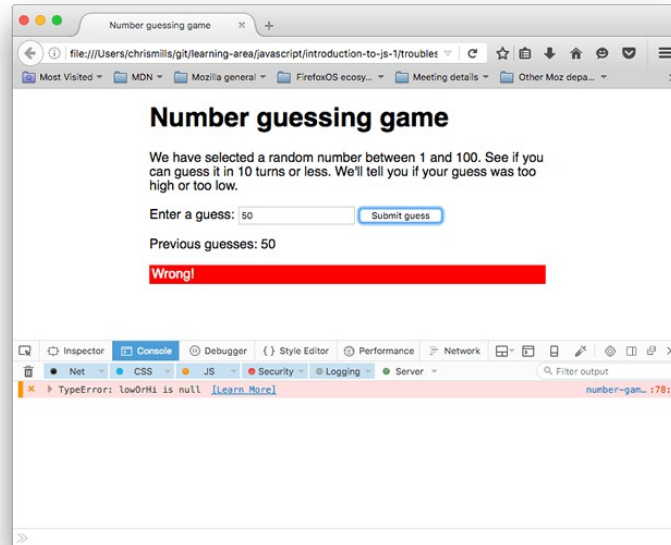 Number guessing game
file:///Users/chrismills/git/learning-area/javascript/introduction-to-js-1/troubles
Most Visited MDN Mozilla general FirefoxOS ecosy... Meeting details Other Moz depa...
Number guessing game
We have selected a random number between 1 and 100. See if you
can guess it in 10 turns or less. We'll tell you if your guess was too
high or too low.
Enter a guess: 50 Submit guess
Previous guesses: 50
Wrong!
Inspector Console Debugger { } Style Editor Performance Network
Net CSS JS Security Logging Server Filter output
TypeError: lowOrHi is null [Learn More] number-gam… :78: